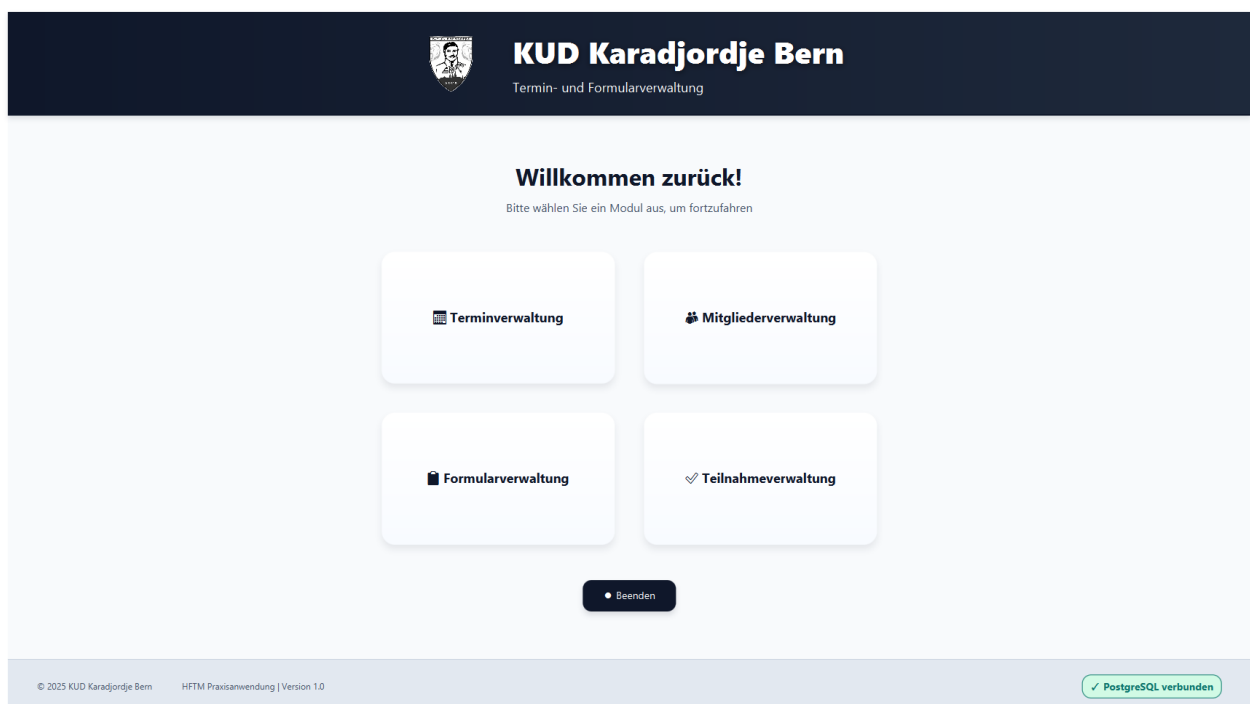 KUD Karadjordje Bern
Termin- und Formularverwaltung
Willkommen zurück!
Bitte wählen Sie ein Modul aus, um fortzufahren
Terminverwaltung
Mitgliederverwaltung
Formularverwaltung
Teilnahmeverwaltung
Beenden
© 2025 KUD Karadjordje Bern
HFTM Praxisanwendung | Version 1.0
✓ PostgreSQL verbunden